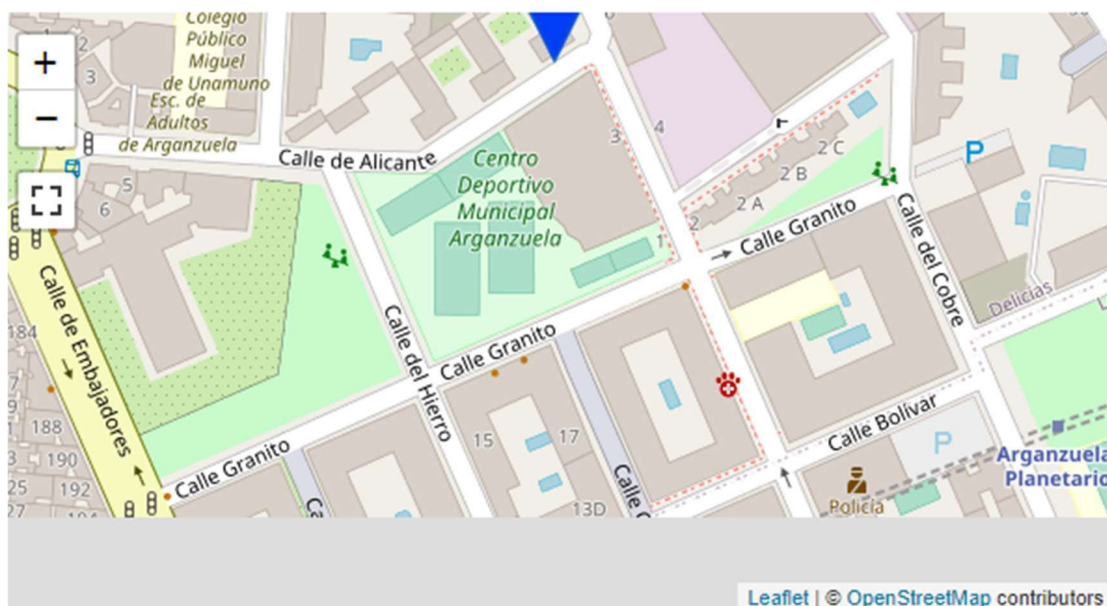 Colegio
Público
Miguel
de Unamuno
Esc. de
Adultos
de Arganzuela
+
−
2
3
5
6
Calle de Alicante
Centro
Deportivo
Municipal
Arganzuela
3
4
1
2
2 A
2 B
2 C
P
Calle Granito
Calle del Cobre
Delicias
Calle de Embajadores
184
188
190
192
Calle del Hierro
Calle Granito
Calle Granito
15
17
13D
Calle Bolívar
P
Policía
Arganzuela
Planetario
Leaflet | © OpenStreetMap contributors